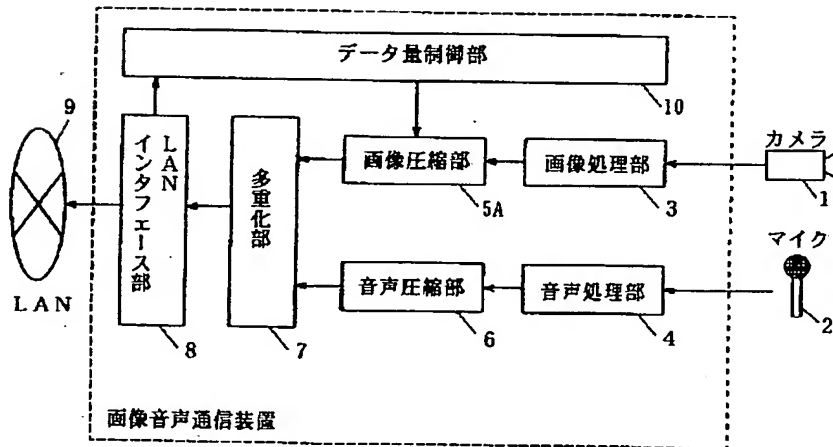 データ量制御部
10
9
LAN
インタフェース部
多重化部
画像圧縮部
5A
画像処理部
3
カメラ
1
マイク
2
音声圧縮部
6
音声処理部
4
LAN
8
7
画像音声通信装置